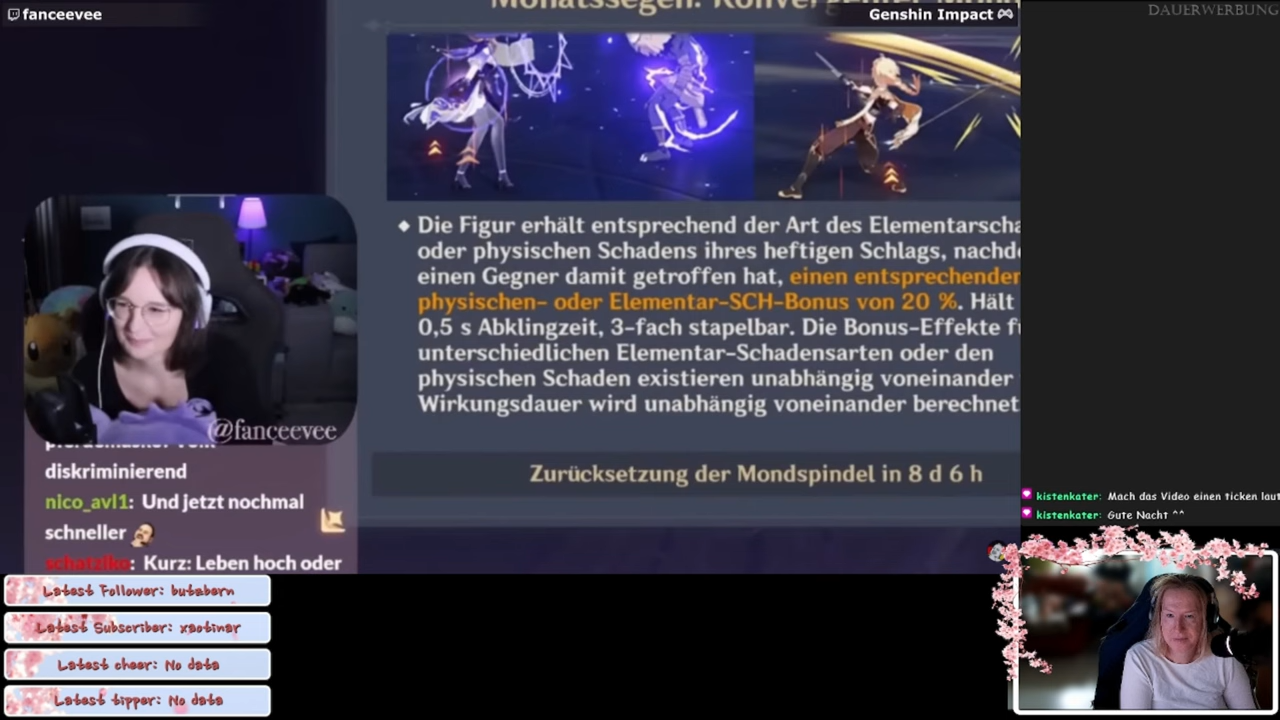 fanceevee
Monatssegen:
Genshin Impact
DAUERWERBUNG
Die Figur erhält entsprechend der Art des Elementarscha
oder physischen Schadens ihres heftigen Schlags, nachde
einen Gegner damit getroffen hat, einen entsprechenden
physischen- oder Elementar-SCH-Bonus von 20 %. Hält
0,5 s Abklingzeit, 3-fach stapelbar. Die Bonus-Effekte f
unterschiedlichen Elementar-Schadensarten oder den
physischen Schaden existieren unabhängig voneinander
Wirkungsdauer wird unabhängig voneinander berechnet.
Zurücksetzung der Mondspindel in 8 d 6 h
@fanceevee
diskriminierend
nico_avl1: Und jetzt nochmal
schneller
schatziko: Kurz: Leben hoch oder
kistenkater: Mach das Video einen ticken laut
kistenkater: Gute Nacht ^^
Latest Follower: butabern
Latest Subscriber: xaotinar
Latest cheer: No data
Latest tipper: No data